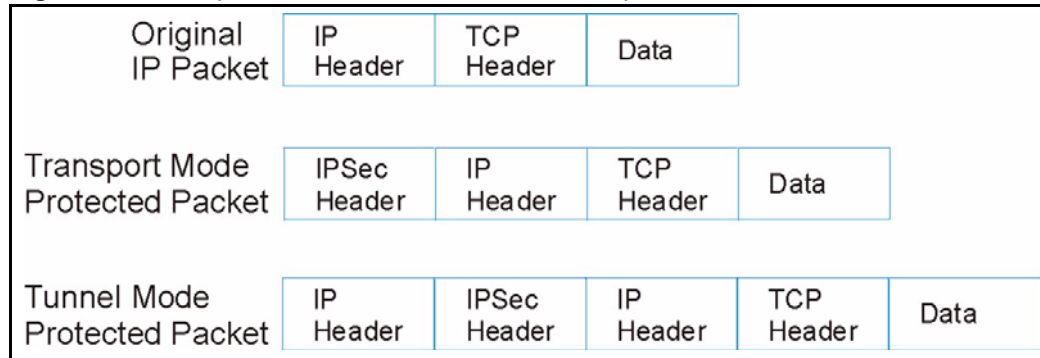 Original
IP Packet
IP
Header
TCP
Header
Data
Transport Mode
Protected Packet
IPSec
Header
IP
Header
TCP
Header
Data
Tunnel Mode
Protected Packet
IP
Header
IPSec
Header
IP
Header
TCP
Header
Data